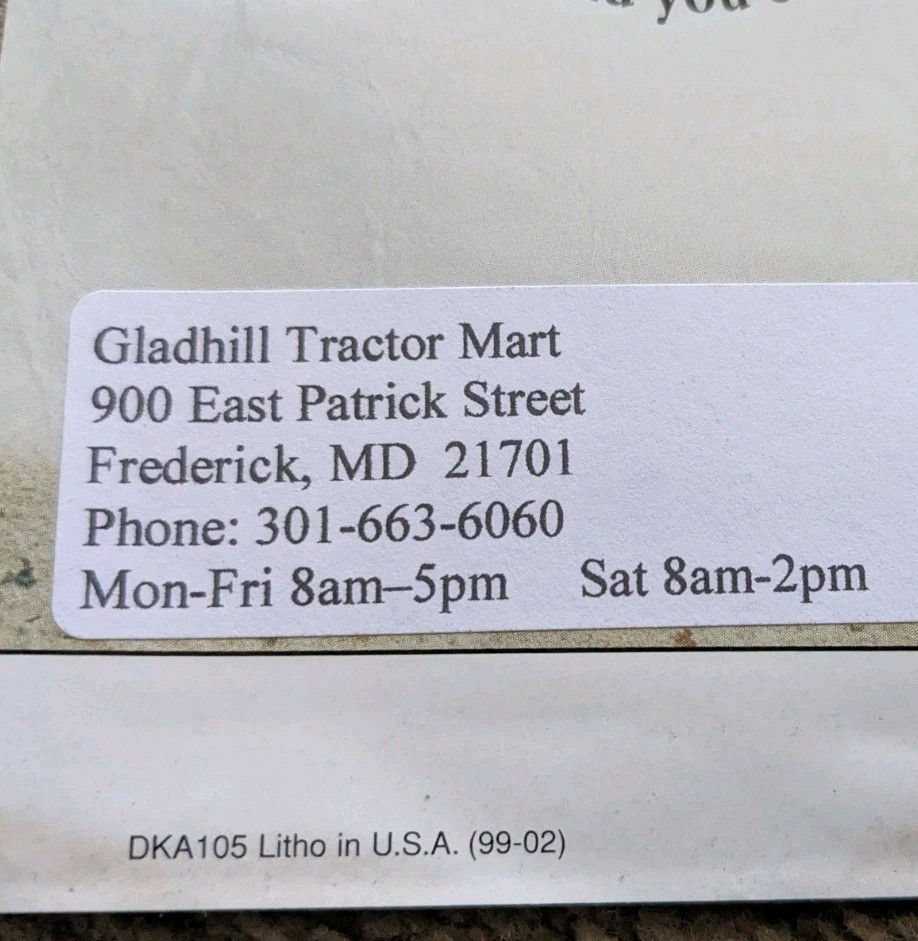 you
Gladhill Tractor Mart
900 East Patrick Street
Frederick, MD 21701
Phone: 301-663-6060
Mon-Fri 8am–5pm Sat 8am-2pm
DKA105 Litho in U.S.A. (99-02)